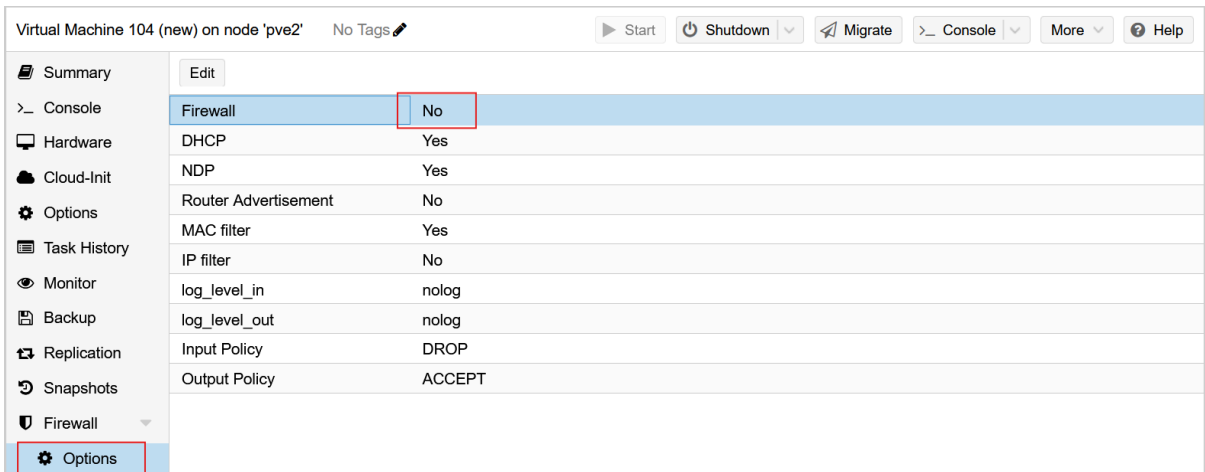 Virtual Machine 104 (new) on node 'pve2' No Tags Start Shutdown Migrate >_ Console More Help
Summary
Edit
>_ Console
Firewall No
Hardware
DHCP Yes
NDP Yes
Cloud-Init
Router Advertisement No
Options
MAC filter Yes
Task History
IP filter No
Monitor
log_level_in nolog
Backup
log_level_out nolog
Replication
Input Policy DROP
Snapshots
Output Policy ACCEPT
Firewall
Options